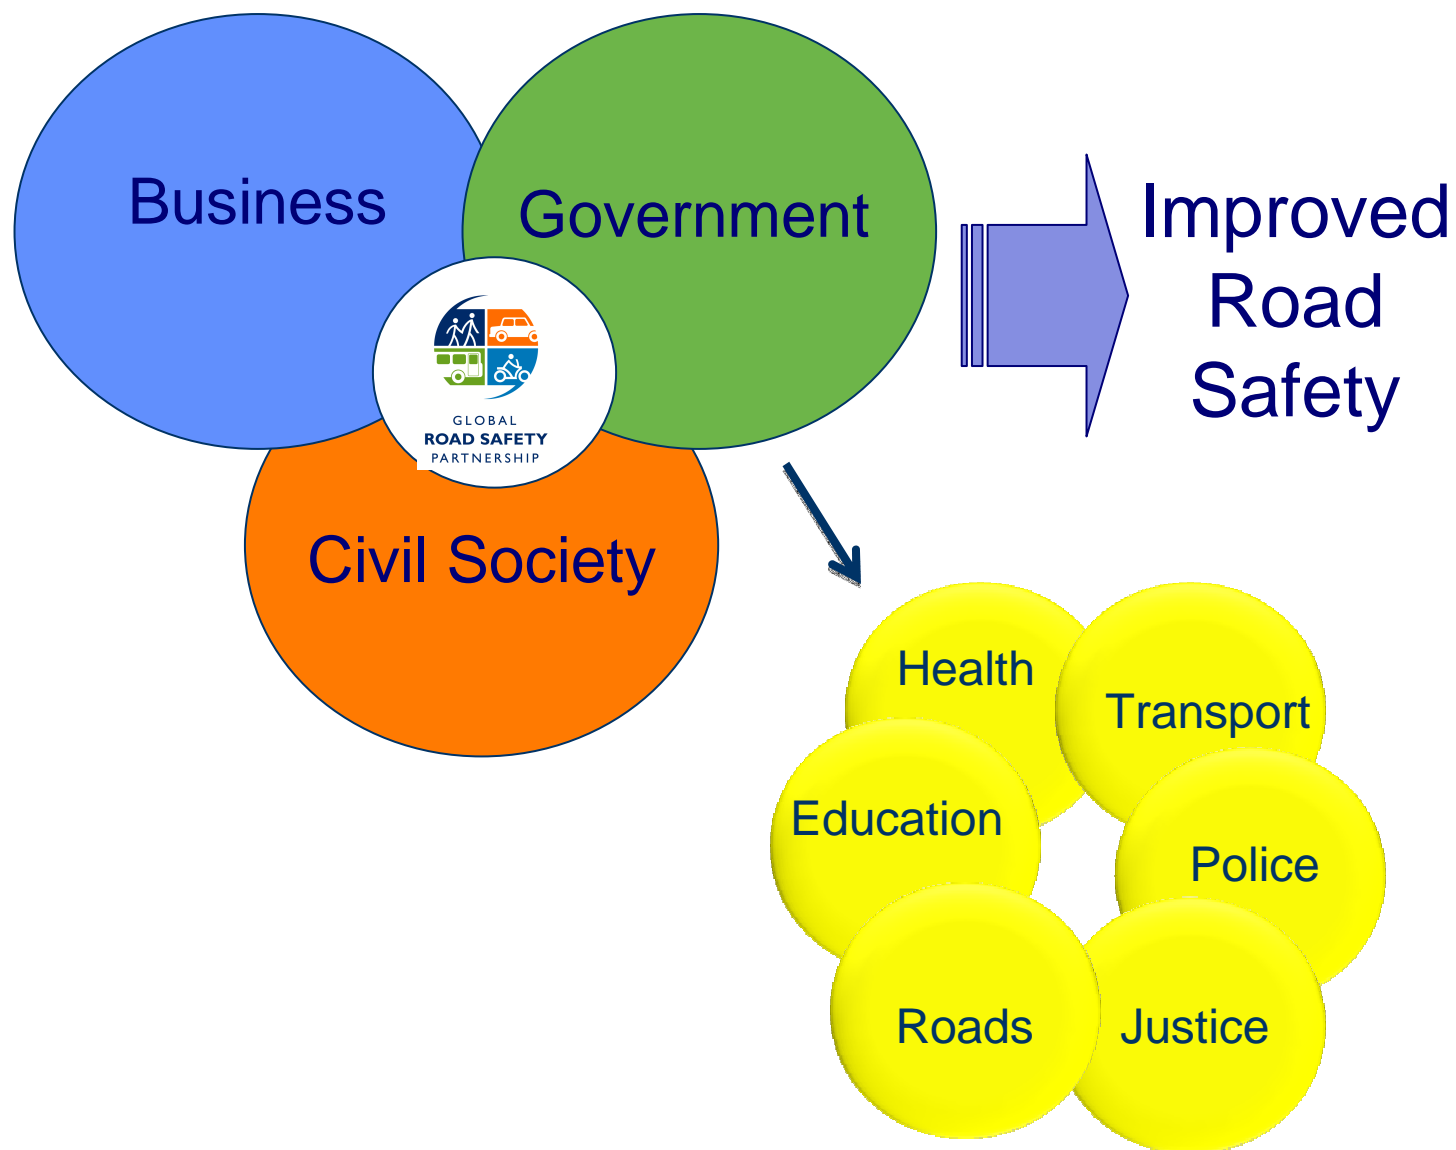 Business
Government
GLOBAL
ROAD SAFETY
PARTNERSHIP
Civil Society
Improved
Road
Safety
Health
Transport
Education
Police
Roads
Justice